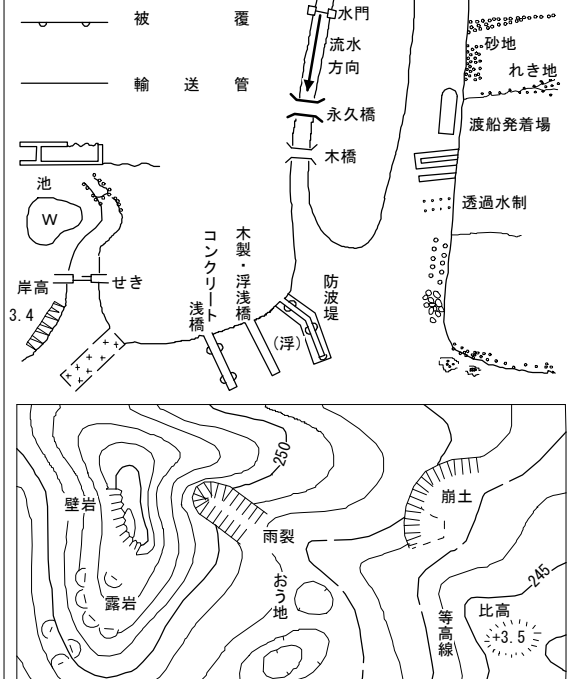 被覆
輸送管
水門
流水
方向
永久橋
木橋
砂地
れき地
渡船発着場
透過水制
池
W
岸高
3.4
せき
コンクリート
浅橋
木製・浮浅橋
防波堤
(浮)
250
壁岩
露岩
雨裂
おう地
崩土
等高線
245
比高
+3.5